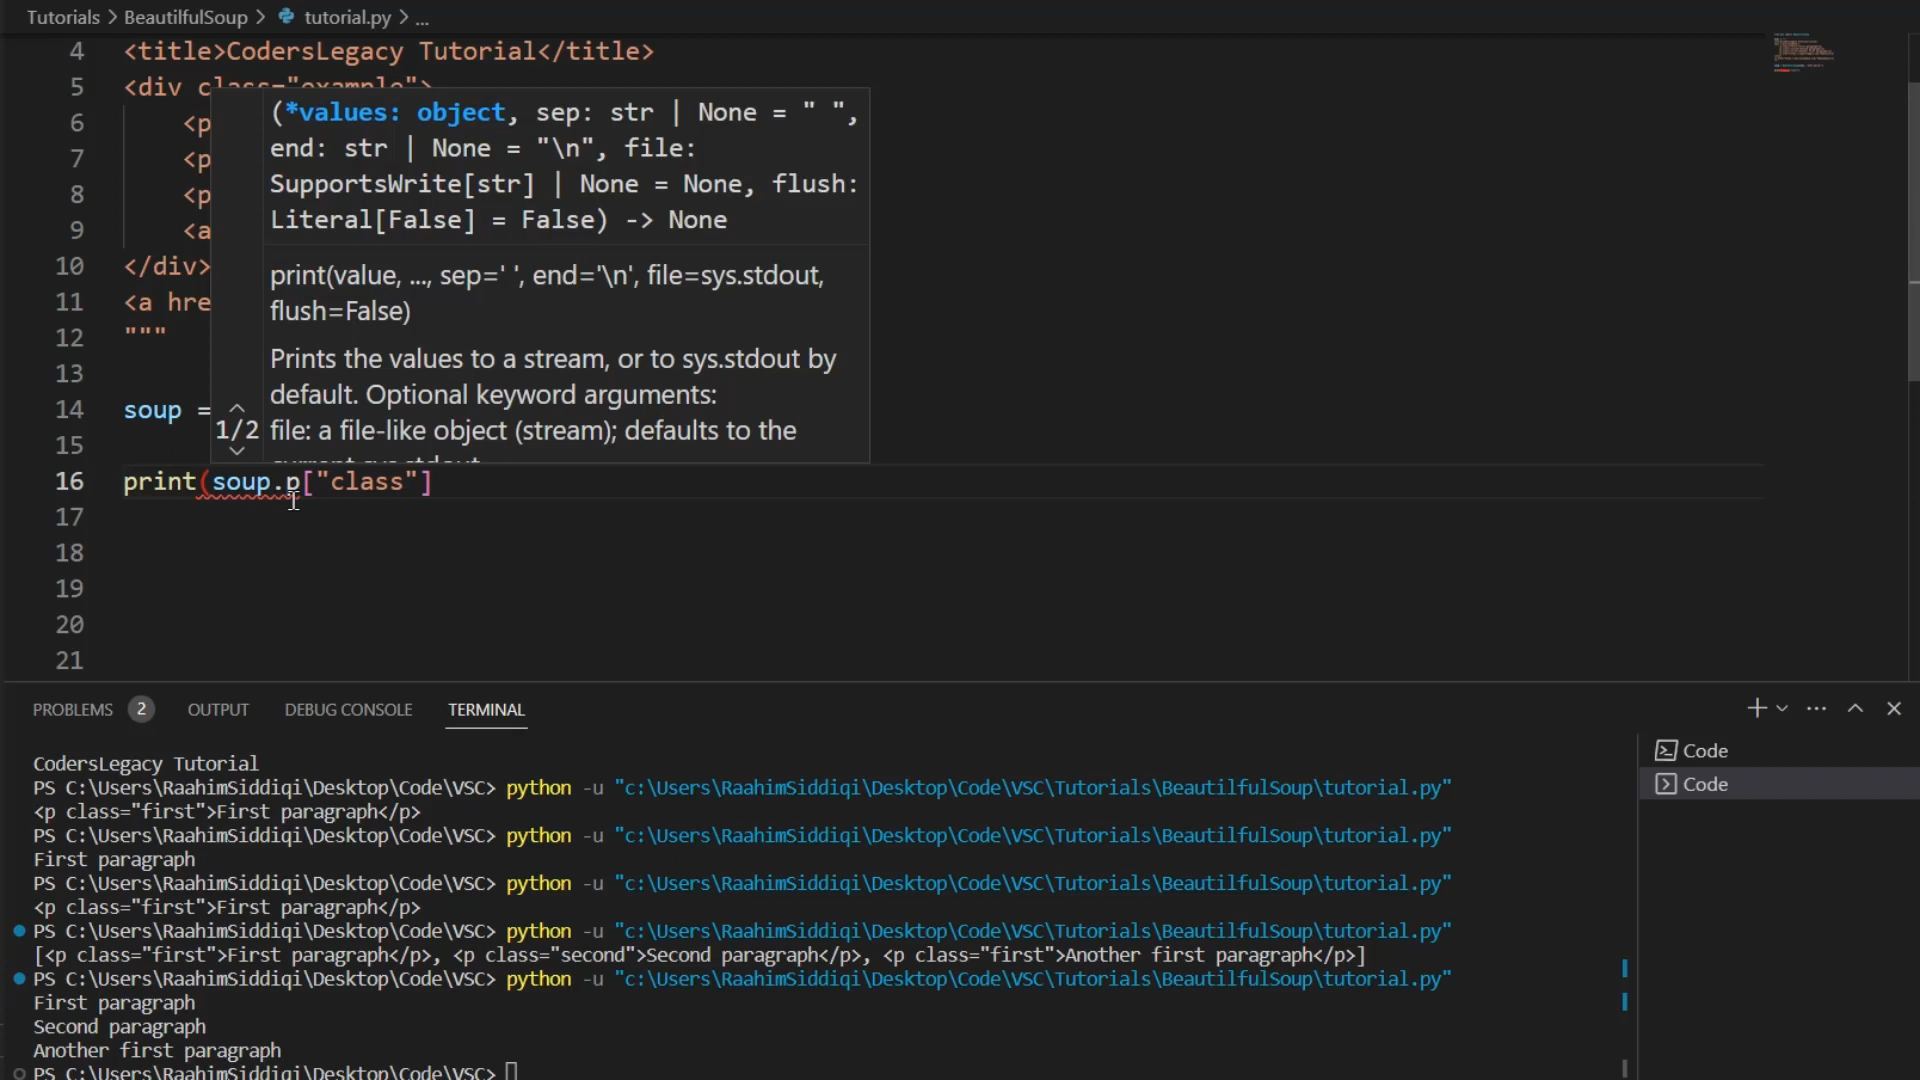 Tutorials > BeautilfulSoup > tutorial.py > ...
4 <title>CodersLegacy Tutorial</title>
5 <div class="example">
6 <p
7 <p
8 <p
9 <a
10 </div>
11 <a hre
12 """
13
14 soup =
15
16 print(soup.p["class"]
17
18
19
20
21
(*values: object, sep: str | None = " ",
end: str | None = "\n", file:
SupportsWrite[str] | None = None, flush:
Literal[False] = False) -> None
print(value, ..., sep=' ', end='\n', file=sys.stdout,
flush=False)
Prints the values to a stream, or to sys.stdout by
default. Optional keyword arguments:
1/2
file: a file-like object (stream); defaults to the
current sys.stdout.
PROBLEMS 2 OUTPUT DEBUG CONSOLE TERMINAL
CodersLegacy Tutorial
PS C:\Users\RaahimSiddiqi\Desktop\Code\VSC> python -u "c:\Users\RaahimSiddiqi\Desktop\Code\VSC\Tutorials\BeautilfulSoup\tutorial.py"
<p class="first">First paragraph</p>
PS C:\Users\RaahimSiddiqi\Desktop\Code\VSC> python -u "c:\Users\RaahimSiddiqi\Desktop\Code\VSC\Tutorials\BeautilfulSoup\tutorial.py"
First paragraph
PS C:\Users\RaahimSiddiqi\Desktop\Code\VSC> python -u "c:\Users\RaahimSiddiqi\Desktop\Code\VSC\Tutorials\BeautilfulSoup\tutorial.py"
<p class="first">First paragraph</p>
PS C:\Users\RaahimSiddiqi\Desktop\Code\VSC> python -u "c:\Users\RaahimSiddiqi\Desktop\Code\VSC\Tutorials\BeautilfulSoup\tutorial.py"
[<p class="first">First paragraph</p>, <p class="second">Second paragraph</p>, <p class="first">Another first paragraph</p>]
PS C:\Users\RaahimSiddiqi\Desktop\Code\VSC> python -u "c:\Users\RaahimSiddiqi\Desktop\Code\VSC\Tutorials\BeautilfulSoup\tutorial.py"
First paragraph
Second paragraph
Another first paragraph
PS C:\Users\RaahimSiddiqi\Desktop\Code\VSC>
Code
Code